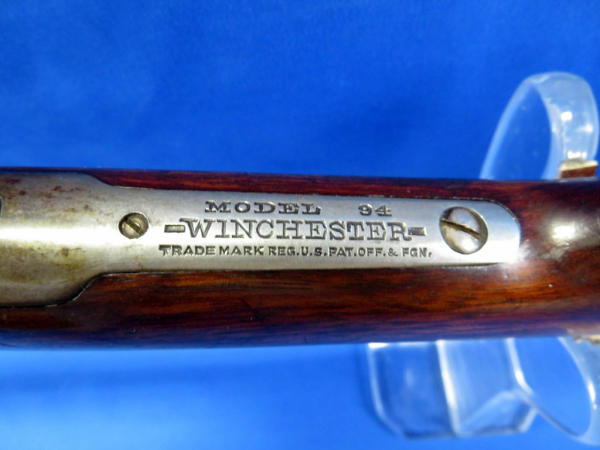 MODEL 94
-WINCHESTER-
TRADE MARK REG. U.S. PAT. OFF. & FGN.